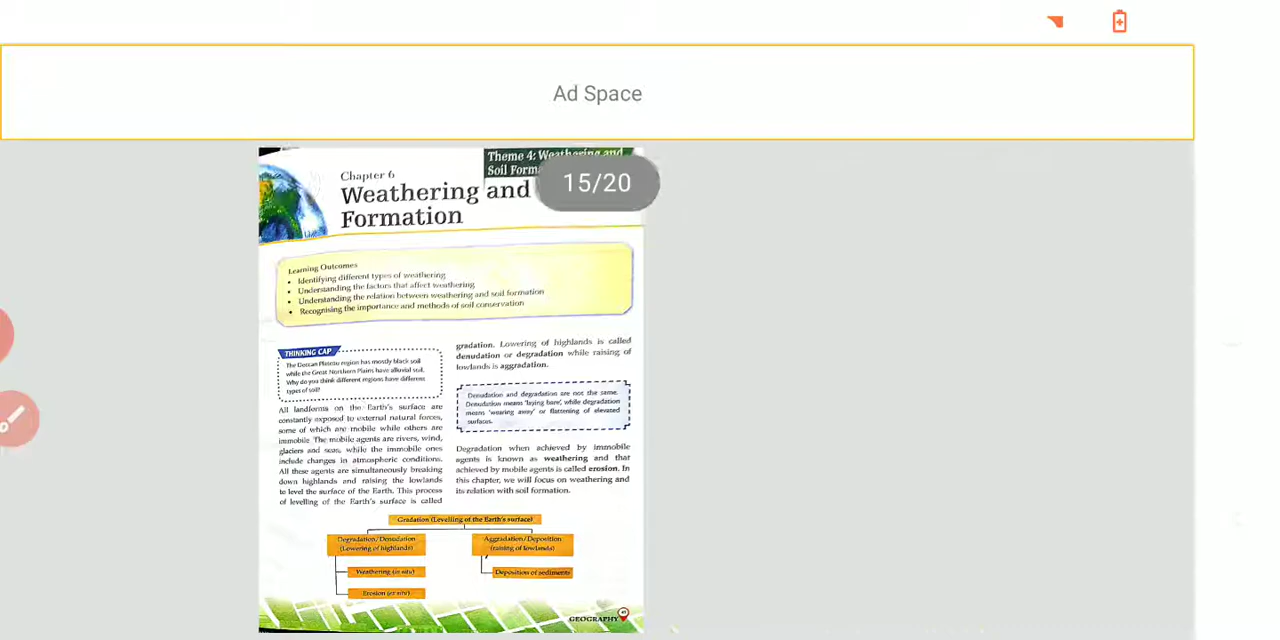 Ad Space
Theme 4: Weathering and
Soil Form
15/20
Chapter 6
Weathering and
Formation
Learning Outcomes
• Identifying different types of weathering
• Understanding the factors that affect weathering
• Understanding the relation between weathering and soil formation
• Recognising the importance and methods of soil conservation
THINKING CAP
The Deccan Plateau region has mostly black soil
while the Great Northern Plains have alluvial soil.
Why do you think different regions have different
types of soil?
All landforms on the Earth's surface are
constantly exposed to external natural forces,
some of which are mobile while others are
immobile. The mobile agents are rivers, wind,
glaciers and seas, while the immobile ones
include changes in atmospheric conditions.
All these agents are simultaneously breaking
down highlands and raising the lowlands
to level the surface of the Earth. This process
of levelling of the Earth's surface is called
gradation. Lowering of highlands is called
denudation or degradation while raising of
lowlands is aggradation.
Denudation and degradation are not the same.
Denudation means 'laying bare', while degradation
means 'wearing away' or flattening of elevated
surfaces.
Degradation when achieved by immobile
agents is known as weathering and that
achieved by mobile agents is called erosion. In
this chapter, we will focus on weathering and
its relation with soil formation.
Gradation (Levelling of the Earth's surface)
Degradation/Denudation
(Lowering of highlands)
Aggradation/Deposition
(raising of lowlands)
Weathering (in situ)
Deposition of sediments
Erosion (ex situ)
GEOGRAPHY